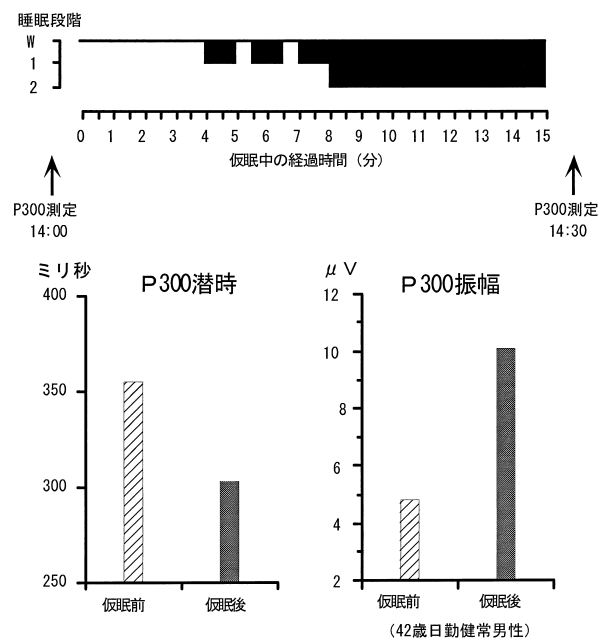 睡眠段階
W
1
2
0 1 2 3 4 5 6 7 8 9 10 11 12 13 14 15
仮眠中の経過時間（分）
P300測定
14:00
P300測定
14:30
ミリ秒
P300潜時
400
350
300
250
仮眠前 仮眠後
μV
P300振幅
12
10
8
6
4
2
仮眠前 仮眠後
（42歳日勤健常男性）